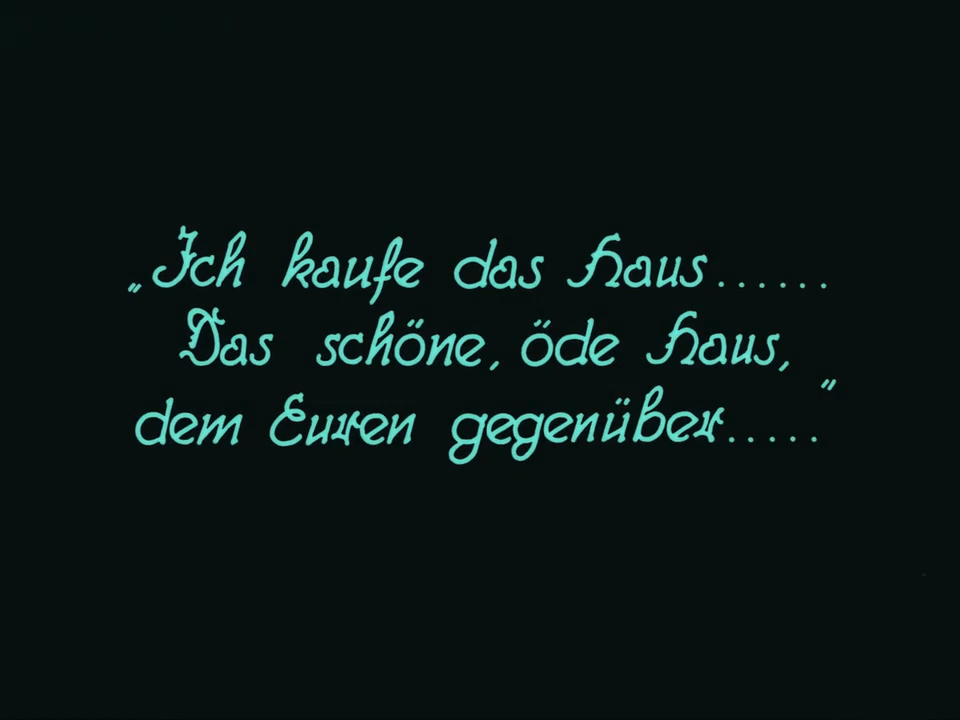 „Ich kaufe das Haus......
Das schöne, öde Haus,
dem Euren gegenüber....."